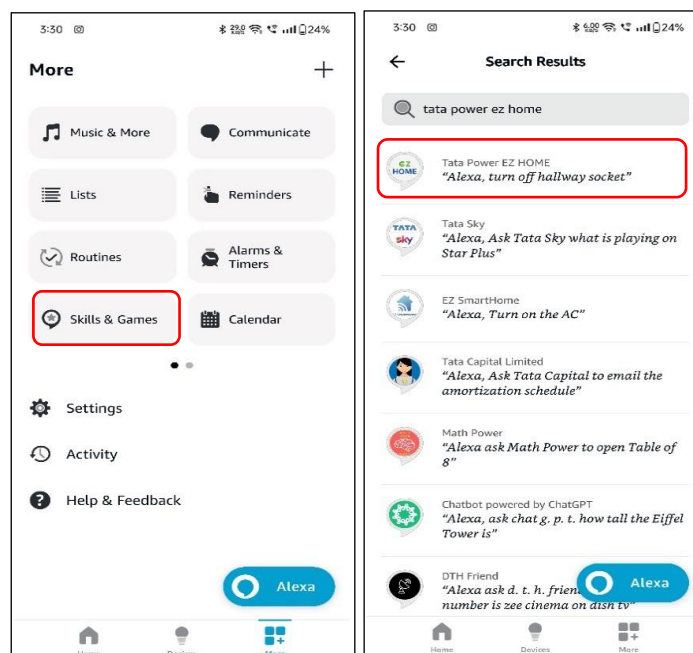 3:30
24%
More
Music & More
Communicate
Lists
Reminders
Routines
Alarms &
Timers
Skills & Games
Calendar
Settings
Activity
Help & Feedback
Alexa
Home
Devices
More
3:30
24%
Search Results
tata power ez home
EZ
HOME
Tata Power EZ HOME
“Alexa, turn off hallway socket”
TATA
sky
Tata Sky
“Alexa, Ask Tata Sky what is playing on
Star Plus”
EZ SmartHome
“Alexa, Turn on the AC”
Tata Capital Limited
“Alexa, Ask Tata Capital to email the
amortization schedule”
Math Power
“Alexa ask Math Power to open Table of
8”
Chatbot powered by ChatGPT
“Alexa, ask chat g. p. t. how tall the Eiffel
Tower is”
DTH Friend
“Alexa ask d. t. h. frien
number is zee cinema on dish tv”
Alexa
Home
Devices
More